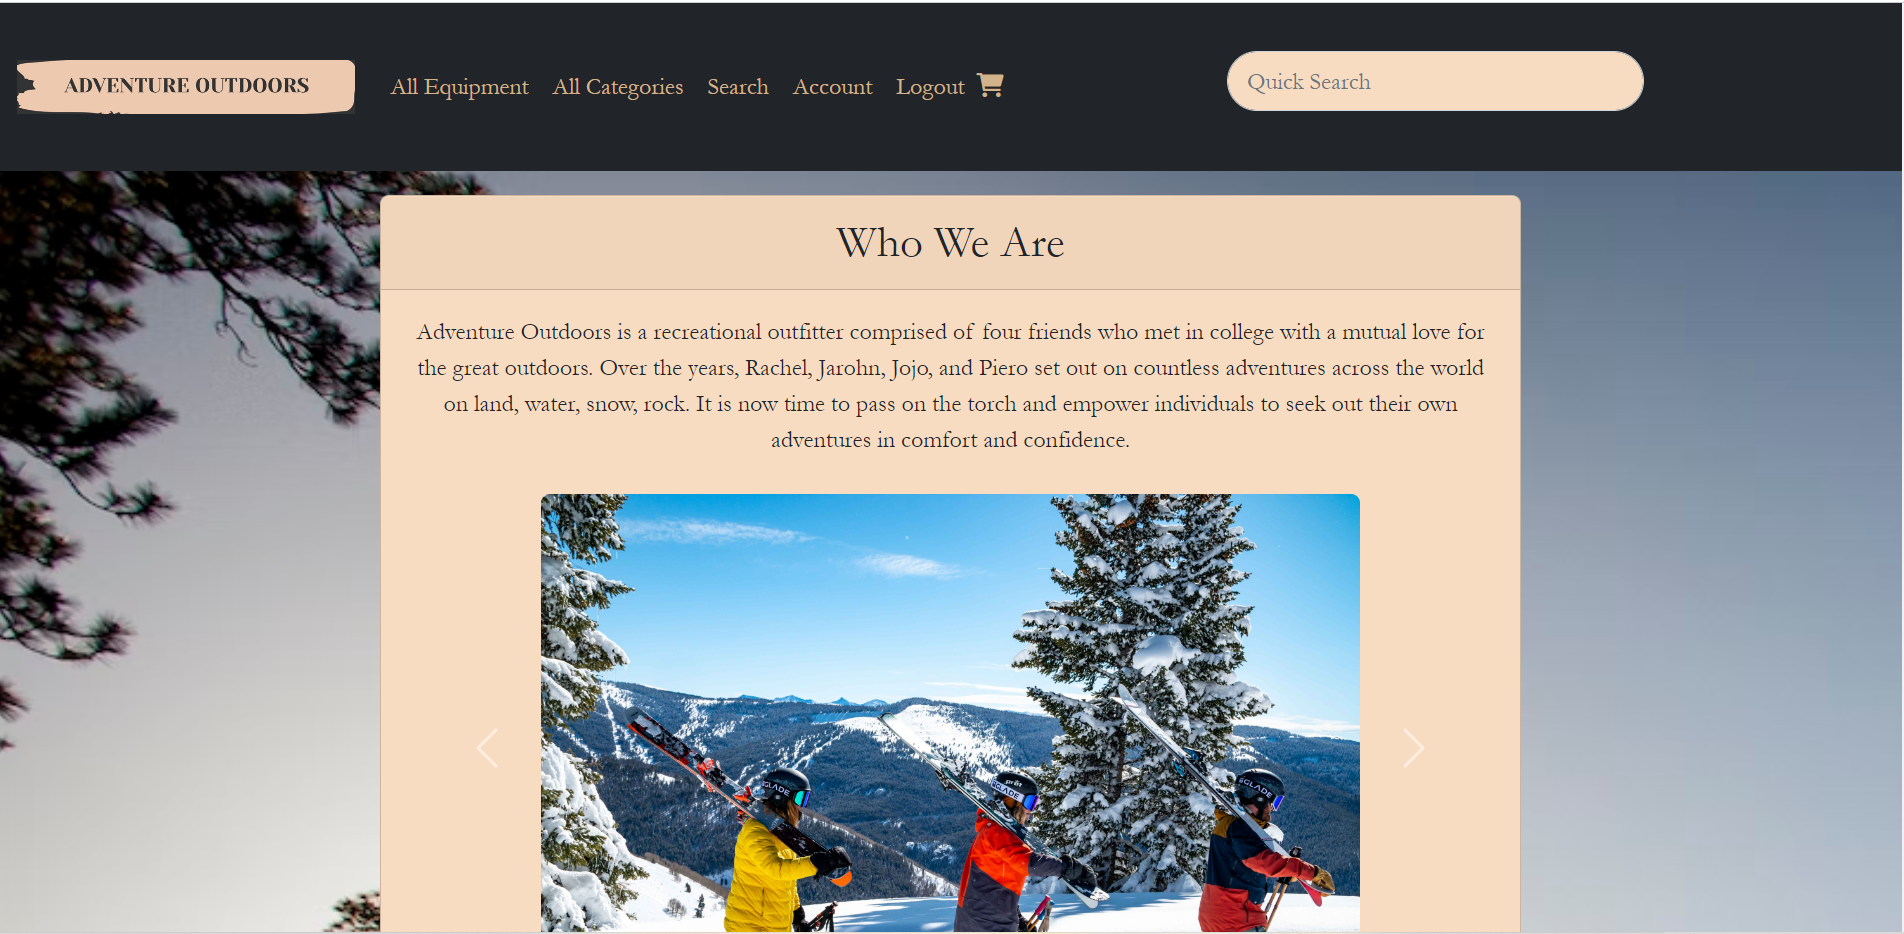 ADVENTURE OUTDOORS
All Equipment All Categories Search Account Logout
Quick Search
Who We Are
Adventure Outdoors is a recreational outfitter comprised of four friends who met in college with a mutual love for
the great outdoors. Over the years, Rachel, Jarohn, Jojo, and Piero set out on countless adventures across the world
on land, water, snow, rock. It is now time to pass on the torch and empower individuals to seek out their own
adventures in comfort and confidence.
GLADE
prēt
GLADE
GLADE